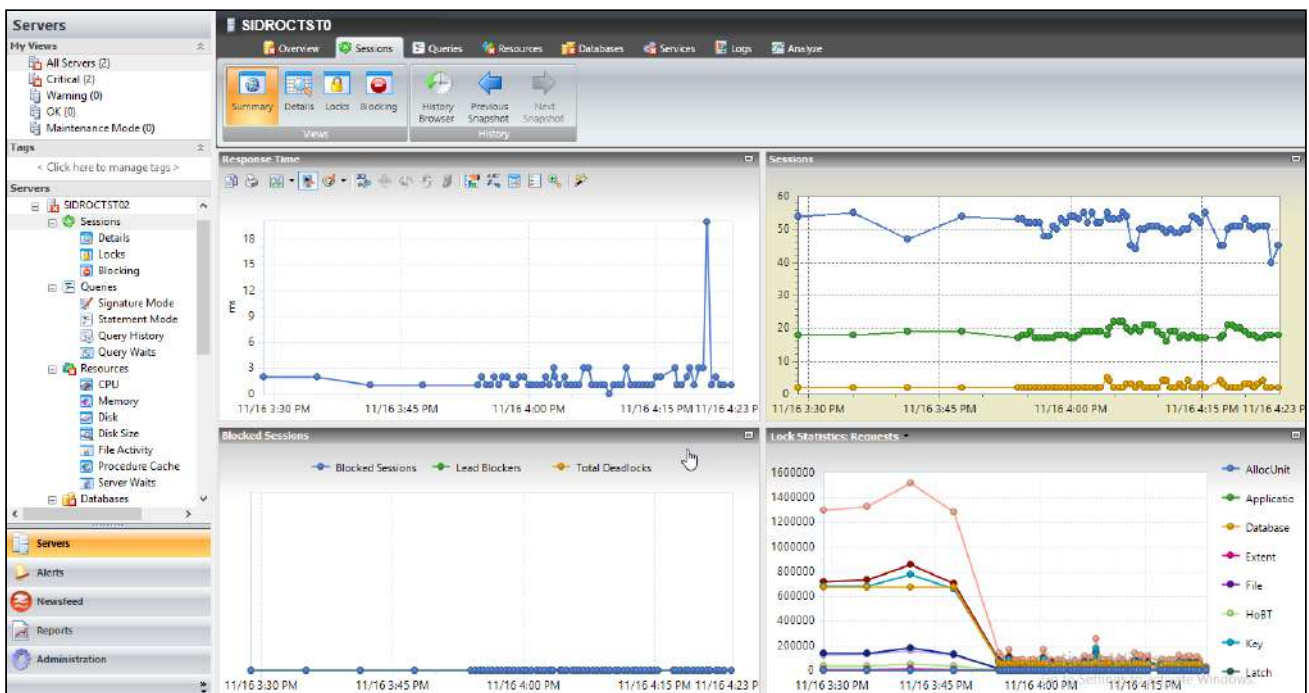 Servers
SIDROCTST0
My Views
All Servers (2)
Critical (2)
Warning (0)
OK (0)
Maintenance Mode (0)
Tags
< Click here to manage tags >
Servers
SIDROCTST02
Sessions
Details
Locks
Blocking
Queries
Signature Mode
Statement Mode
Query History
Query Waits
Resources
CPU
Memory
Disk
Disk Size
File Activity
Procedure Cache
Server Waits
Databases
Servers
Alerts
Newsfeed
Reports
Administration
Overview Sessions Queries Resources Databases Services Logs Analyze
Summary Details Locks Blocking History Browser Previous Snapshot Next Snapshot
Views History
Response Time
18
15
12
9
6
3
0
ms
11/16 3:30 PM 11/16 3:45 PM 11/16 4:00 PM 11/16 4:15 PM 11/16 4:23 P
Sessions
60
50
40
30
20
10
0
11/16 3:30 PM 11/16 3:45 PM 11/16 4:00 PM 11/16 4:15 PM 11/16 4:23 P
Blocked Sessions
Blocked Sessions Lead Blockers Total Deadlocks
11/16 3:30 PM 11/16 3:45 PM 11/16 4:00 PM 11/16 4:15 PM 11/16 4:23 P
Lock Statistics: Requests
1600000
1400000
1200000
1000000
800000
600000
400000
200000
0
11/16 3:30 PM 11/16 3:45 PM 11/16 4:00 PM 11/16 4:15 PM
AllocUnit
Applicatio
Database
Extent
File
HoBT
Key
Latch